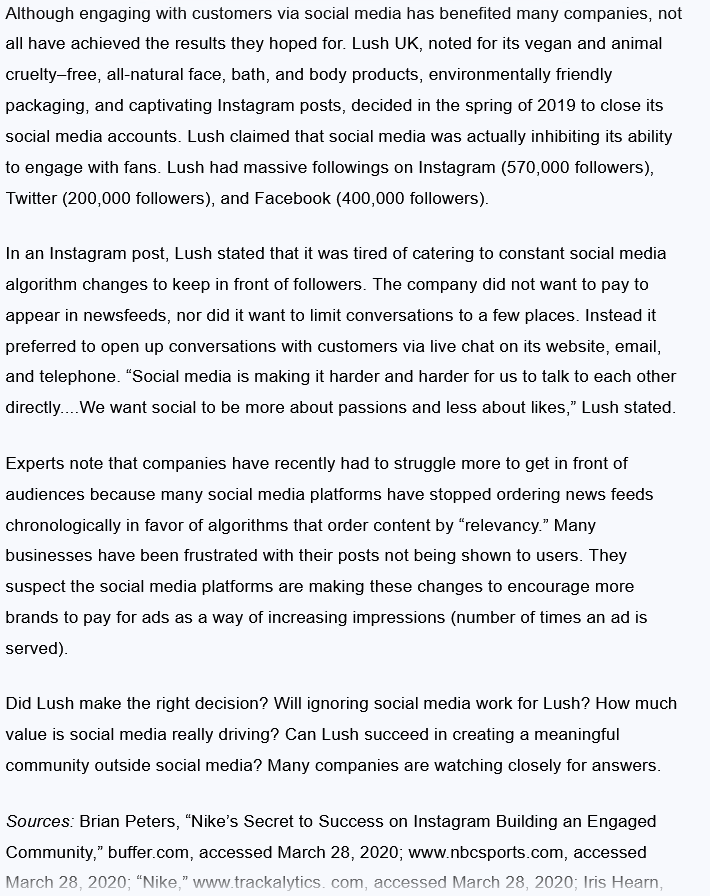 Although engaging with customers via social media has benefited many companies, not
all have achieved the results they hoped for. Lush UK, noted for its vegan and animal
cruelty–free, all-natural face, bath, and body products, environmentally friendly
packaging, and captivating Instagram posts, decided in the spring of 2019 to close its
social media accounts. Lush claimed that social media was actually inhibiting its ability
to engage with fans. Lush had massive followings on Instagram (570,000 followers),
Twitter (200,000 followers), and Facebook (400,000 followers).
In an Instagram post, Lush stated that it was tired of catering to constant social media
algorithm changes to keep in front of followers. The company did not want to pay to
appear in newsfeeds, nor did it want to limit conversations to a few places. Instead it
preferred to open up conversations with customers via live chat on its website, email,
and telephone. “Social media is making it harder and harder for us to talk to each other
directly....We want social to be more about passions and less about likes,” Lush stated.
Experts note that companies have recently had to struggle more to get in front of
audiences because many social media platforms have stopped ordering news feeds
chronologically in favor of algorithms that order content by “relevancy.” Many
businesses have been frustrated with their posts not being shown to users. They
suspect the social media platforms are making these changes to encourage more
brands to pay for ads as a way of increasing impressions (number of times an ad is
served).
Did Lush make the right decision? Will ignoring social media work for Lush? How much
value is social media really driving? Can Lush succeed in creating a meaningful
community outside social media? Many companies are watching closely for answers.
Sources: Brian Peters, “Nike’s Secret to Success on Instagram Building an Engaged
Community,” buffer.com, accessed March 28, 2020; www.nbcsports.com, accessed
March 28, 2020; “Nike,” www.trackalytics. com, accessed March 28, 2020; Iris Hearn,